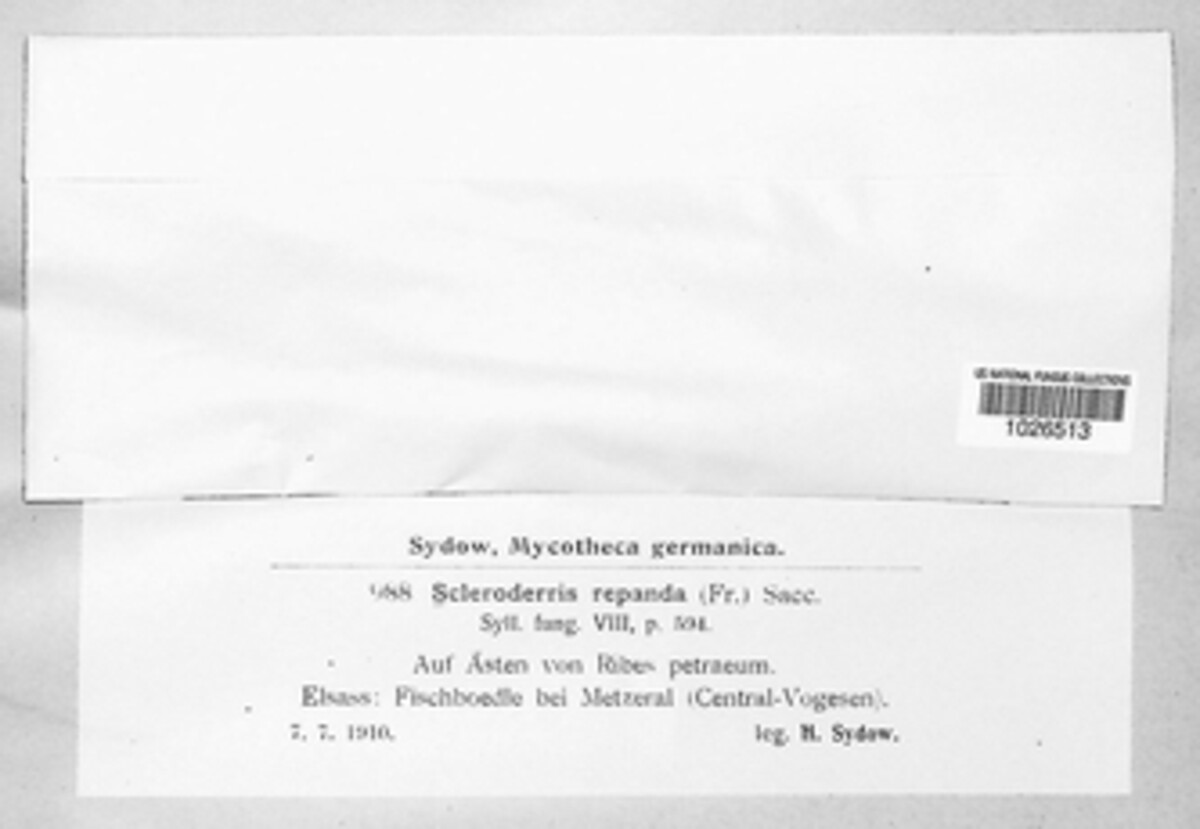 US NATIONAL FUNGUS COLLECTIONS
1026513
Sydow, Mycotheca germanica.
988 Scleroderris repanda (Fr.) Sacc.
Syll. fung. VIII, p. 594.
Auf Ästen von Ribes petraeum.
Elsass: Fischboedle bei Metzeral (Central-Vogesen).
7. 7. 1910.
leg. H. Sydow.